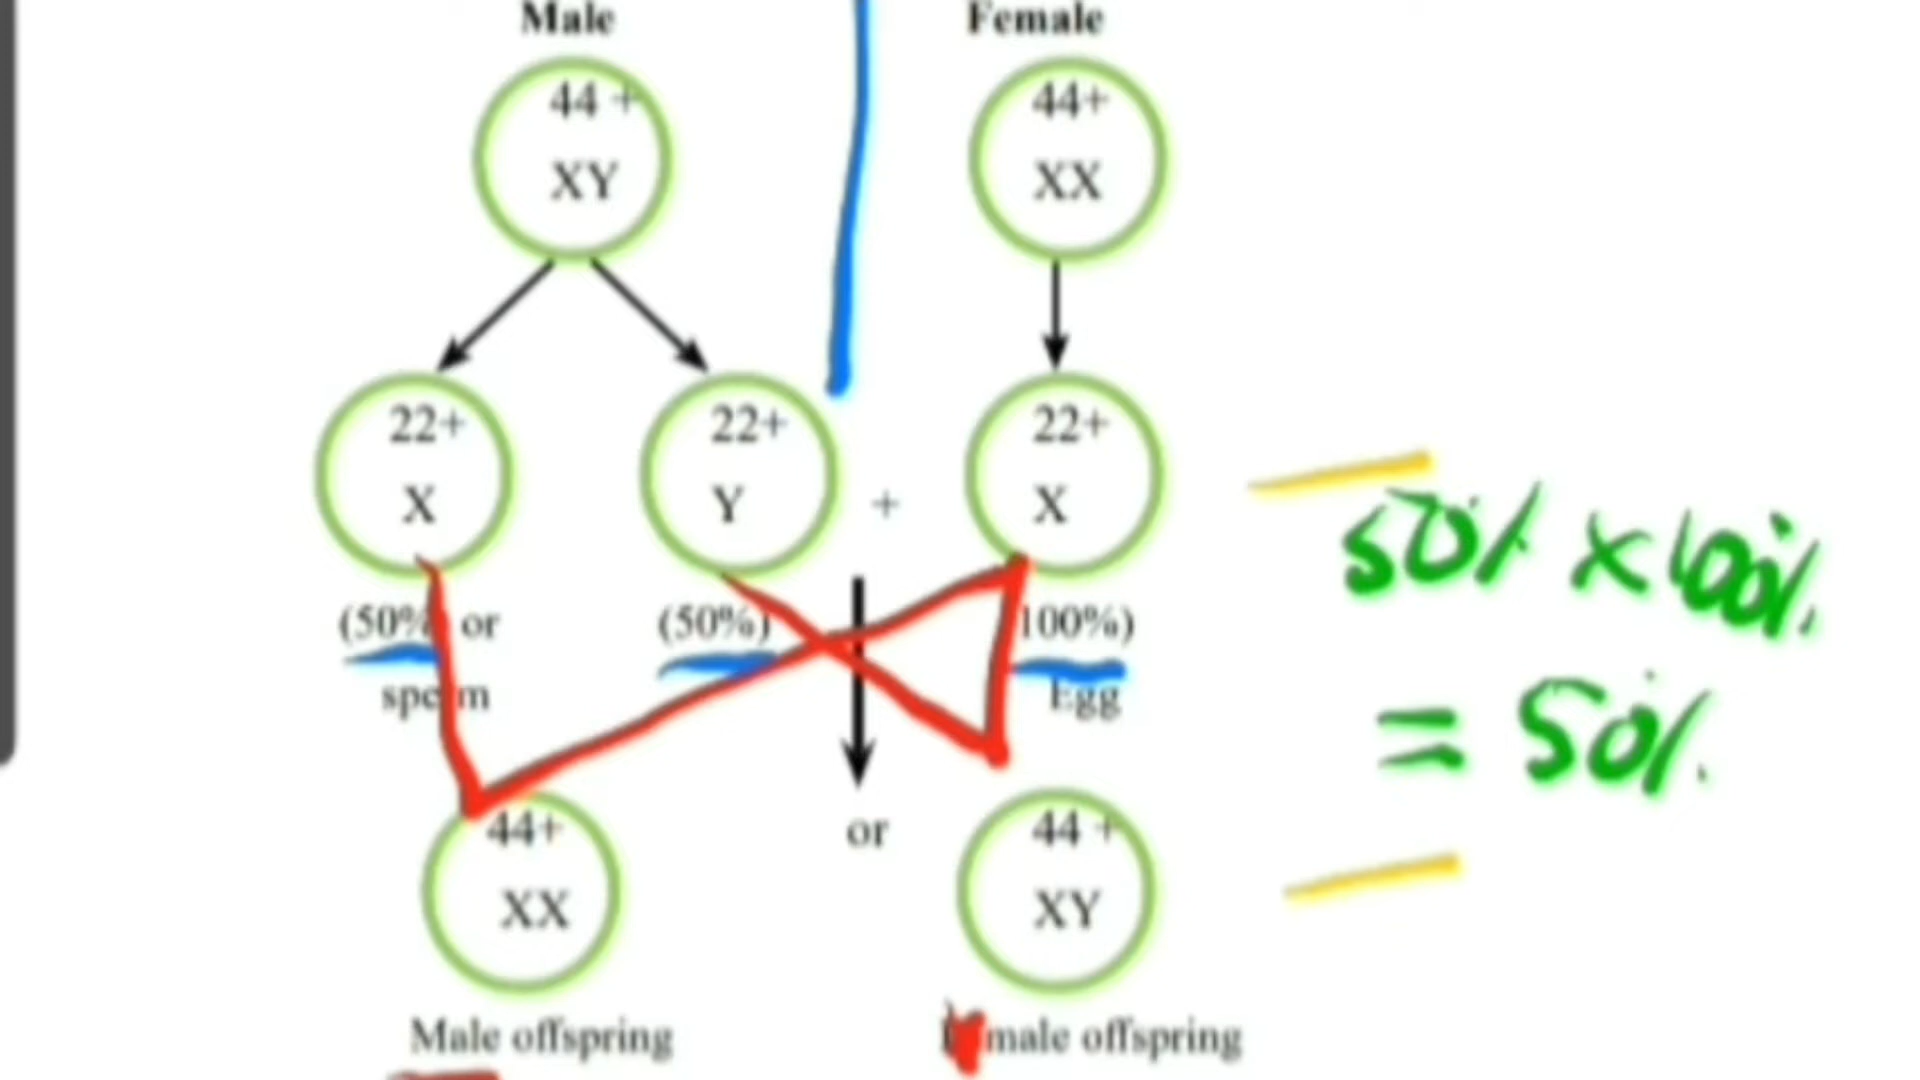 Male Female
44 + 44+
XY XX
22+ 22+ 22+
X Y + X
50% x 100%
(50% or (50%) 100%)
sperm Egg
= 50%
44+ or 44 +
XX XY
Male offspring male offspring